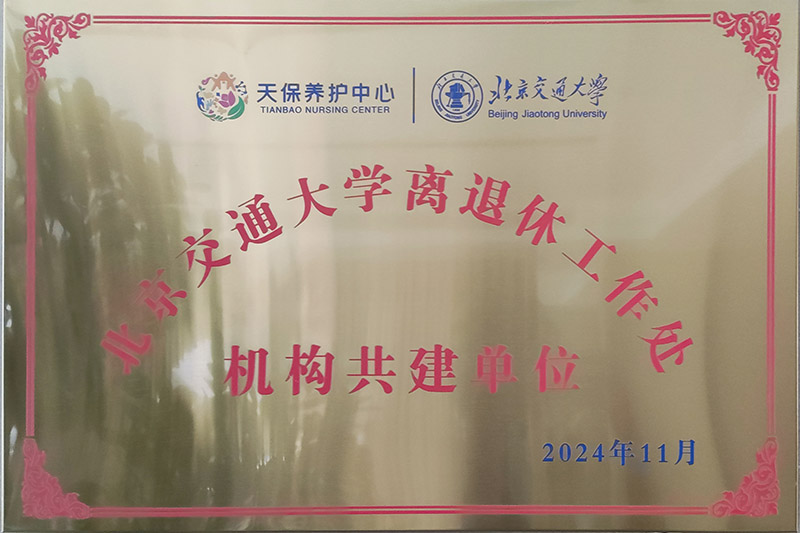 天保养护中心
TIANBAO NURSING CENTER
北京交通大学
Beijing Jiaotong University
北京交通大学离退休工作处
机构共建单位
2024年11月